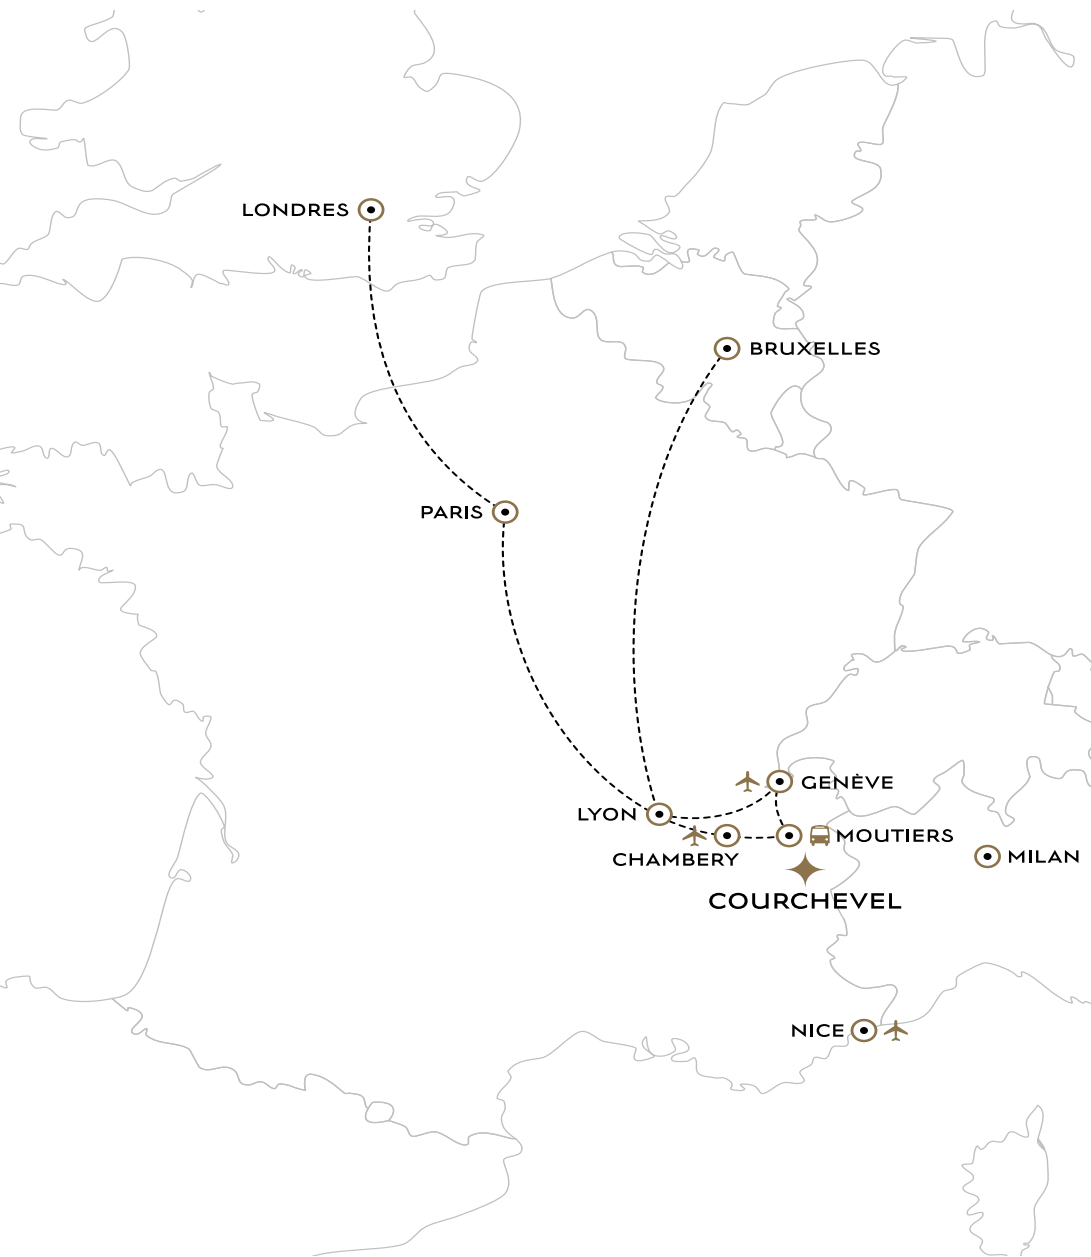 LONDRES
BRUXELLES
PARIS
GENÈVE
LYON
MOUTIERS
CHAMBERY
MILAN
COURCHEVEL
NICE